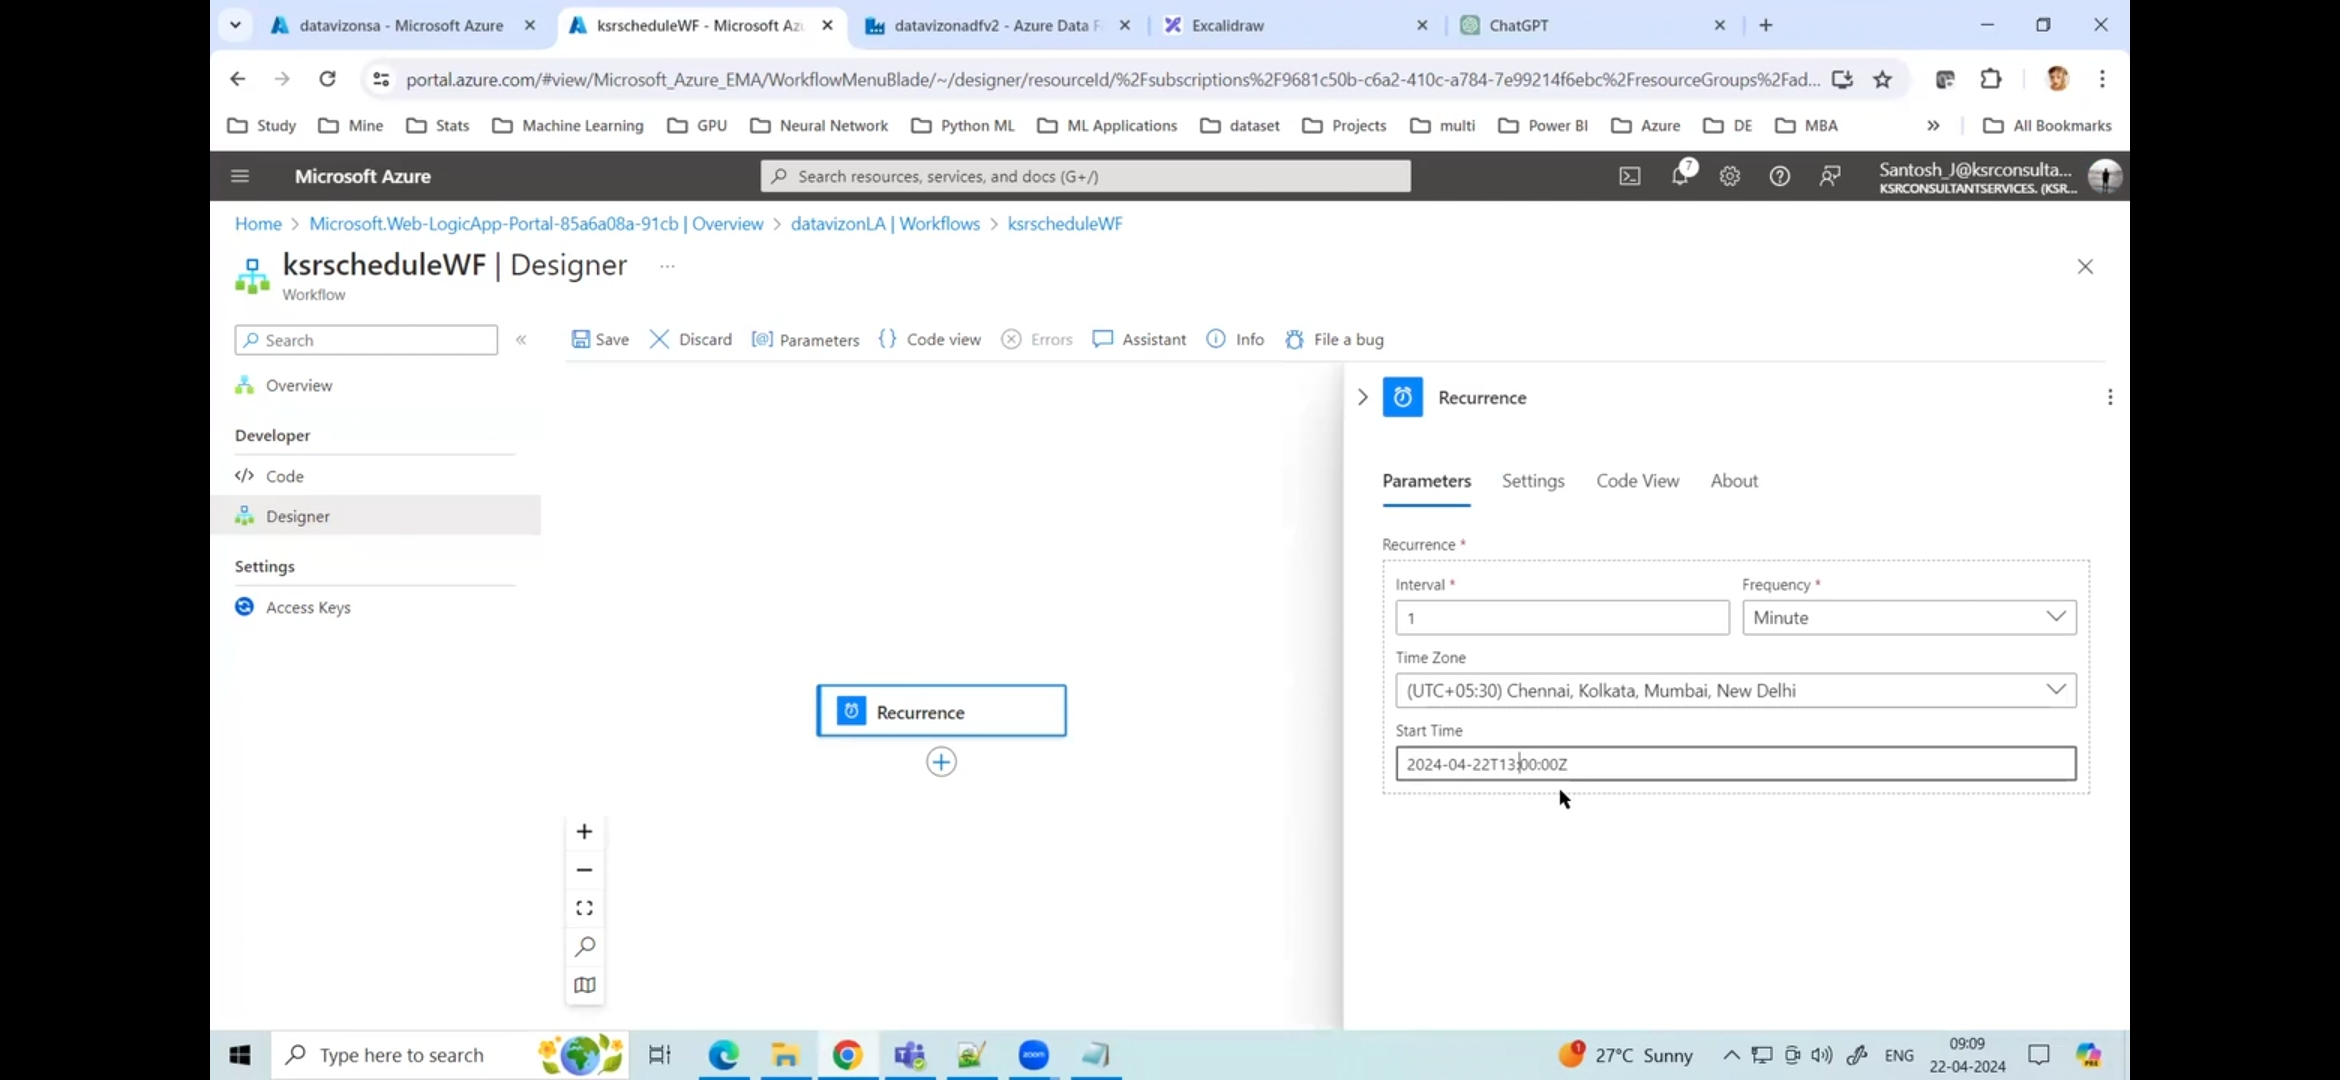 datavizonsa - Microsoft Azure
ksrscheduleWF - Microsoft Az
datavizonadfv2 - Azure Data F
Excalidraw
ChatGPT
portal.azure.com/#view/Microsoft_Azure_EMA/WorkflowMenuBlade/~/designer/resourceId/%2Fsubscriptions%2F9681c50b-c6a2-410c-a784-7e99214f6ebc%2FresourceGroups%2Fad...
Study Mine Stats Machine Learning GPU Neural Network Python ML ML Applications dataset Projects multi Power BI Azure DE MBA » All Bookmarks
Microsoft Azure
Search resources, services, and docs (G+/)
7
Santosh_J@ksrconsulta...
KSRCONSULTANTSERVICES. (KSR...
Home > Microsoft.Web-LogicApp-Portal-85a6a08a-91cb | Overview > datavizonLA | Workflows > ksrscheduleWF
ksrscheduleWF | Designer ...
Workflow
Search
«
Overview
Developer
</> Code
Designer
Settings
Access Keys
Save Discard [@] Parameters {} Code view Errors Assistant Info File a bug
Recurrence
Recurrence
Parameters Settings Code View About
Recurrence *
Interval * Frequency *
1 Minute
Time Zone
(UTC+05:30) Chennai, Kolkata, Mumbai, New Delhi
Start Time
2024-04-22T13:00:00Z
Type here to search
zoom
1
27°C Sunny
ENG
09:09
22-04-2024
PRE